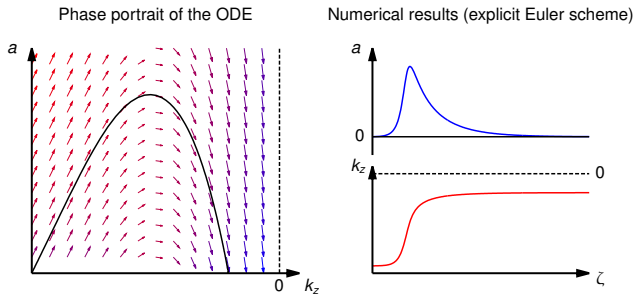 Phase portrait of the ODE
a
0
k_z
Numerical results (explicit Euler scheme)
a
0
k_z
0
ζ